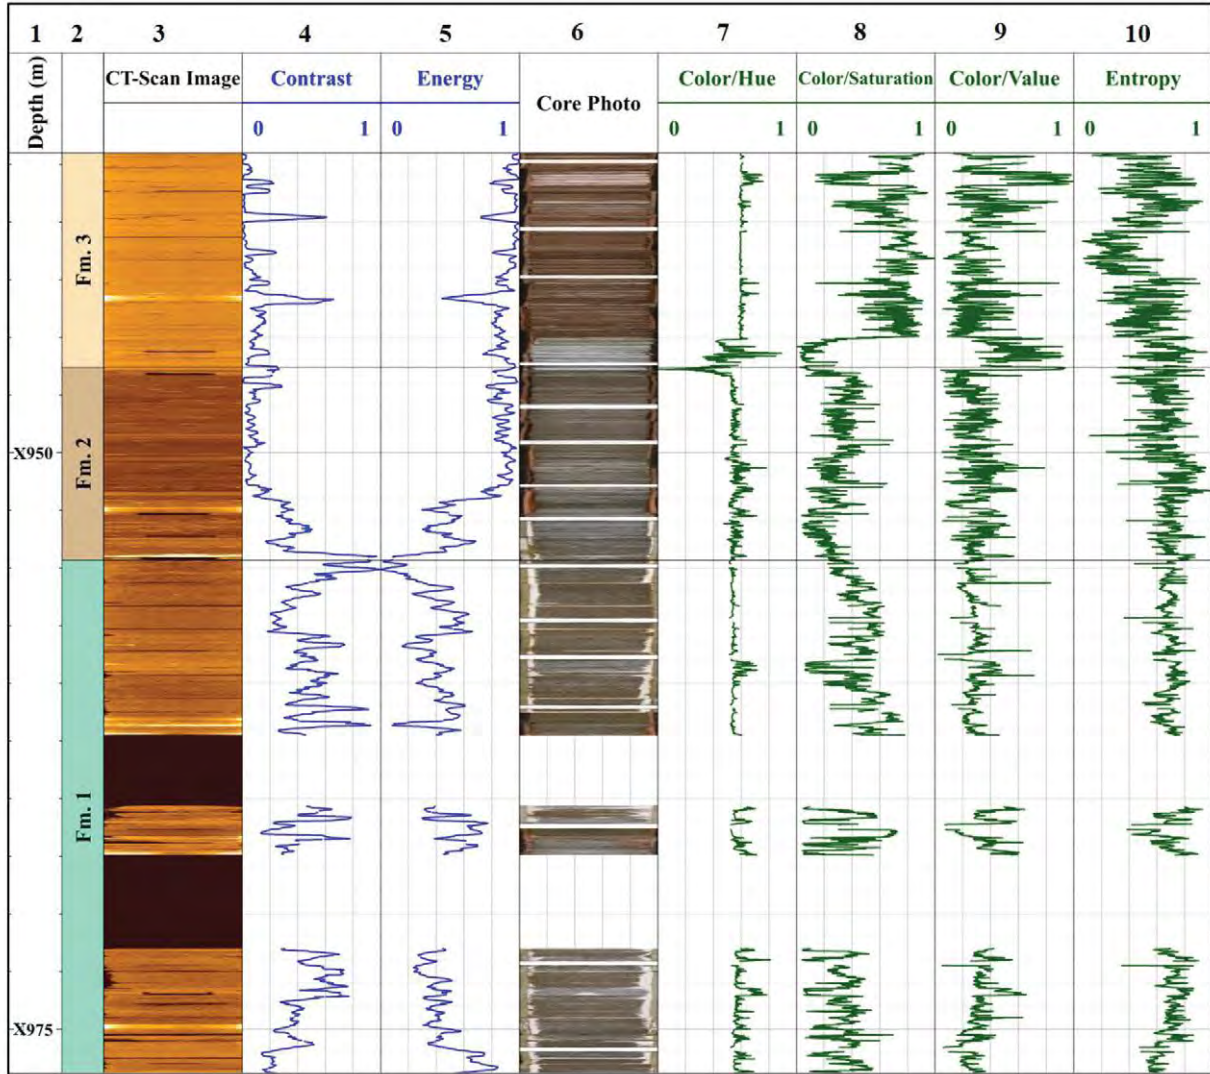 1 2 3 4 5 6 7 8 9 10
Depth (m)
CT-Scan Image
Contrast
0 1
Energy
0 1
Core Photo
Color/Hue
0 1
Color/Saturation
0 1
Color/Value
0 1
Entropy
0 1
Fm. 3
X950
Fm. 2
Fm. 1
X975